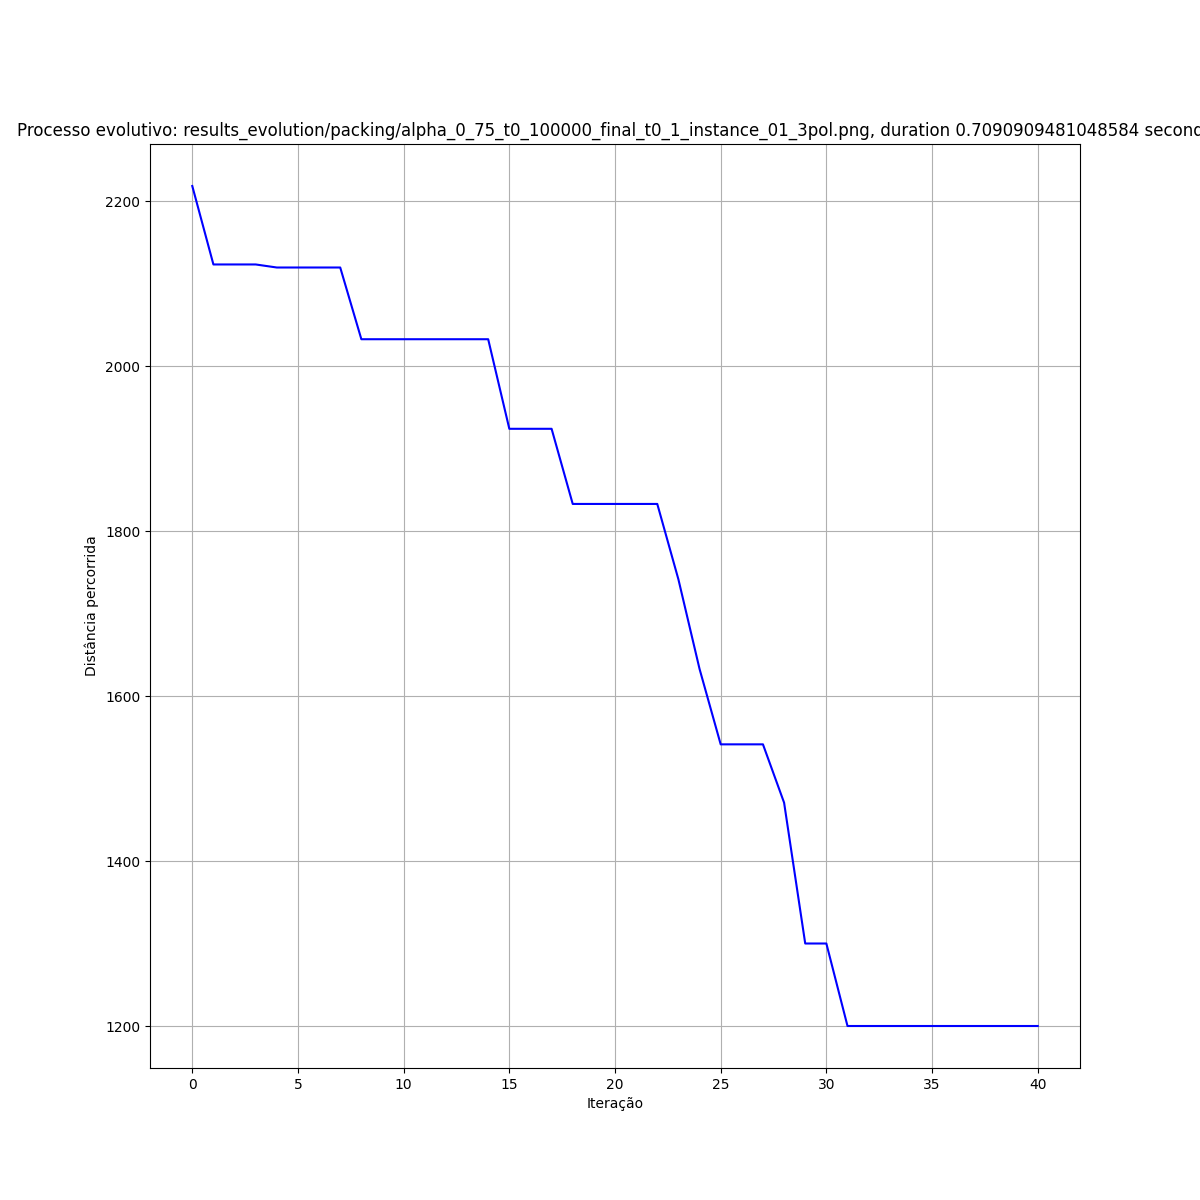 Processo evolutivo: results_evolution/packing/alpha_0_75_t0_100000_final_t0_1_instance_01_3pol.png, duration 0.7090909481048584 second
2200
2000
1800
1600
1400
1200
Distância percorrida
0 5 10 15 20 25 30 35 40
Iteração